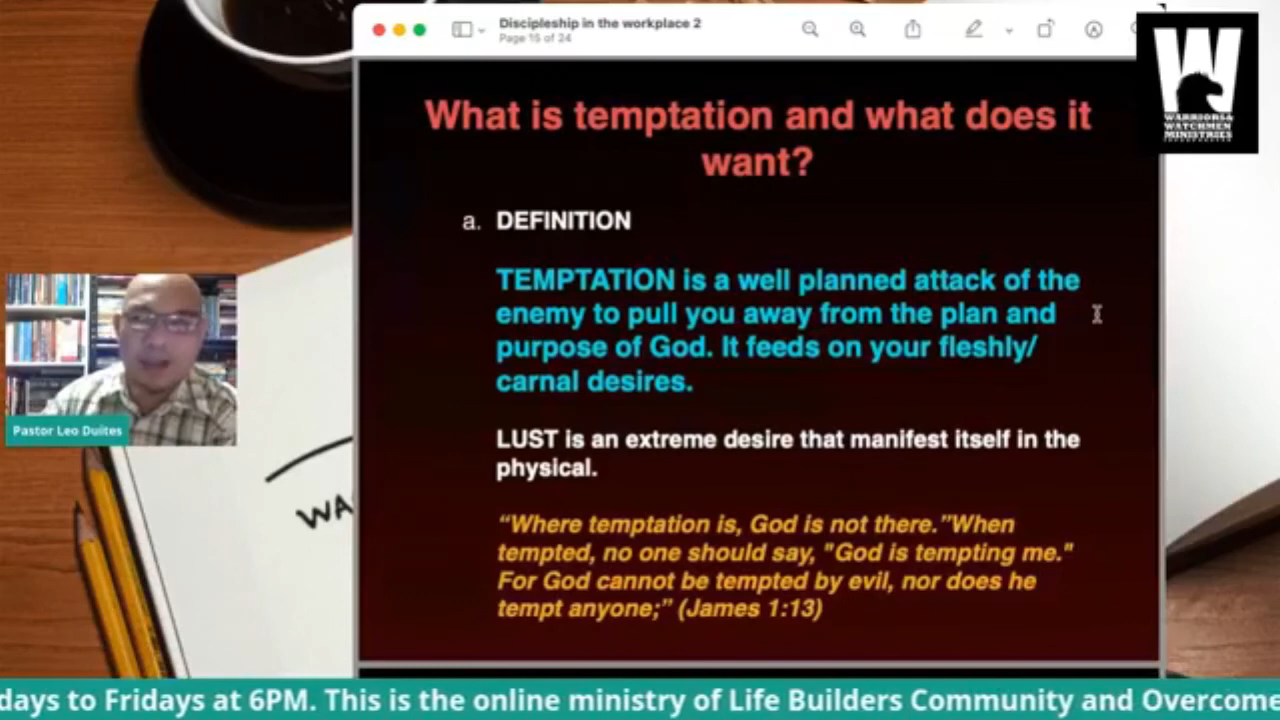 Discipleship in the workplace 2
Page 15 of 24
W
WARRIORS&
WATCHMEN
MINISTRIES
INCORPORATED
What is temptation and what does it
want?
a. DEFINITION
TEMPTATION is a well planned attack of the
enemy to pull you away from the plan and
purpose of God. It feeds on your fleshly/
carnal desires.
LUST is an extreme desire that manifest itself in the
physical.
“Where temptation is, God is not there.”When
tempted, no one should say, "God is tempting me."
For God cannot be tempted by evil, nor does he
tempt anyone;” (James 1:13)
Pastor Leo Duites
WA
days to Fridays at 6PM. This is the online ministry of Life Builders Community and Overcome